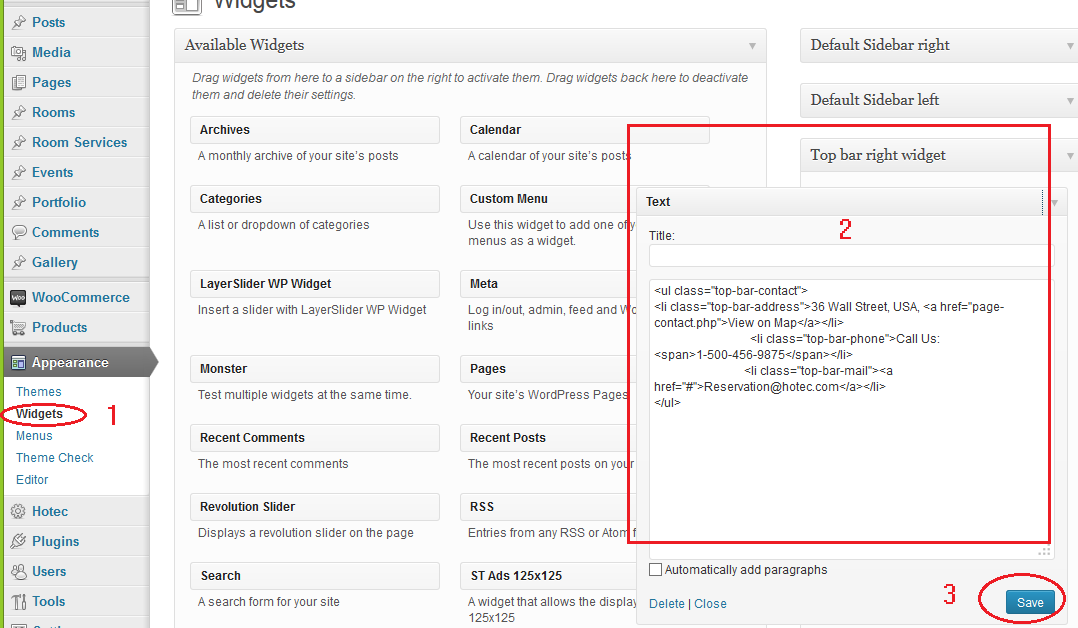 Widgets
Posts
Media
Pages
Rooms
Room Services
Events
Portfolio
Comments
Gallery
WooCommerce
Products
Appearance
Themes
Widgets
1
Menus
Theme Check
Editor
Hotec
Plugins
Users
Tools
Available Widgets
Drag widgets from here to a sidebar on the right to activate them. Drag widgets back here to deactivate
them and delete their settings.
Archives
A monthly archive of your site's posts
Calendar
A calendar of your site's posts
Categories
A list or dropdown of categories
Custom Menu
Use this widget to add one of y
menus as a widget.
LayerSlider WP Widget
Insert a slider with LayerSlider WP Widget
Meta
Log in/out, admin, feed and Wo
links
Monster
Test multiple widgets at the same time.
Pages
Your site's WordPress Pages
Recent Comments
The most recent comments
Recent Posts
The most recent posts on your
Revolution Slider
Displays a revolution slider on the page
RSS
Entries from any RSS or Atom f
Search
A search form for your site
ST Ads 125x125
A widget that allows the display
125x125
Default Sidebar right
Default Sidebar left
Top bar right widget
Text
2
Title:
<ul class="top-bar-contact">
<li class="top-bar-address">36 Wall Street, USA, <a href="page-
contact.php">View on Map</a></li>
<li class="top-bar-phone">Call Us:
<span>1-500-456-9875</span></li>
<li class="top-bar-mail"><a
href="#">Reservation@hotec.com</a></li>
</ul>
Automatically add paragraphs
Delete | Close
3
Save